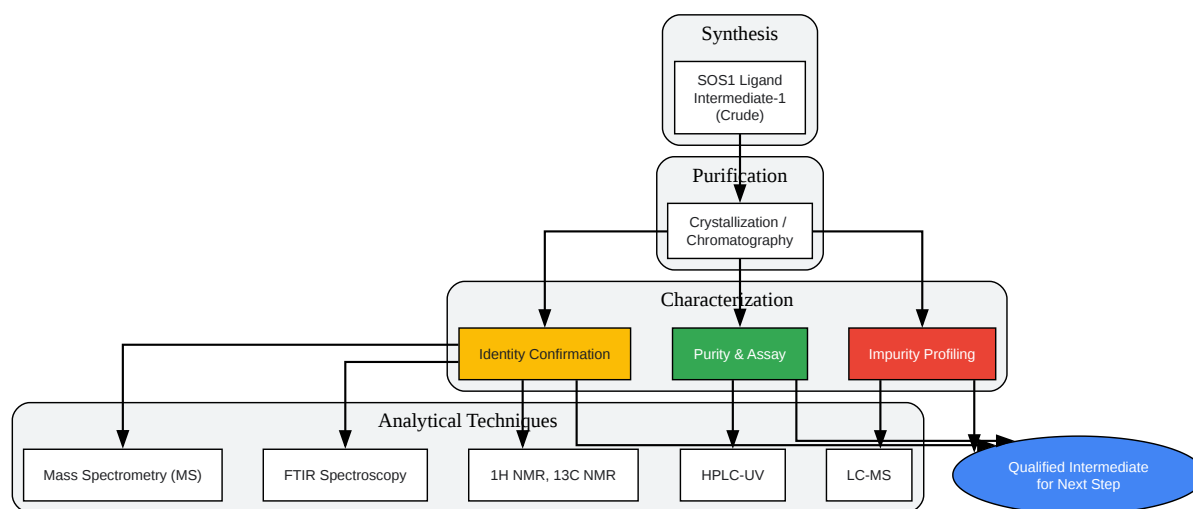 Synthesis
SOS1 Ligand
Intermediate-1
(Crude)
Purification
Crystallization /
Chromatography
Characterization
Identity Confirmation
Purity & Assay
Impurity Profiling
Analytical Techniques
Mass Spectrometry (MS)
FTIR Spectroscopy
1H NMR, 13C NMR
HPLC-UV
LC-MS
Qualified Intermediate
for Next Step